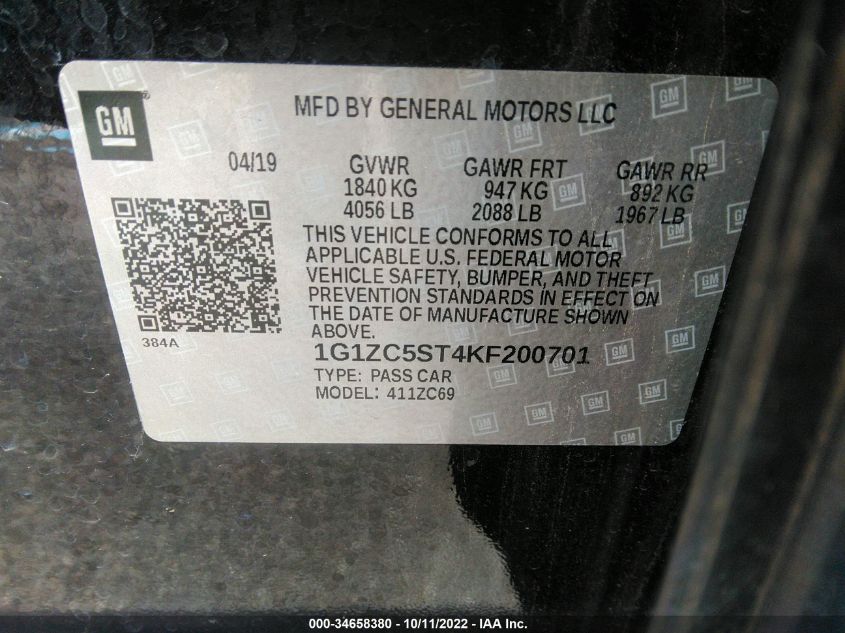 GM
MFD BY GENERAL MOTORS LLC
04/19 GVWR GAWR FRT GAWR RR
1840 KG 947 KG 892 KG
4056 LB 2088 LB 1967 LB
THIS VEHICLE CONFORMS TO ALL
APPLICABLE U.S. FEDERAL MOTOR
VEHICLE SAFETY, BUMPER, AND THEFT
PREVENTION STANDARDS IN EFFECT ON
THE DATE OF MANUFACTURE SHOWN
ABOVE.
384A
1G1ZC5ST4KF200701
TYPE: PASS CAR
MODEL: 411ZC69
000-34658380 - 10/11/2022 - IAA Inc.